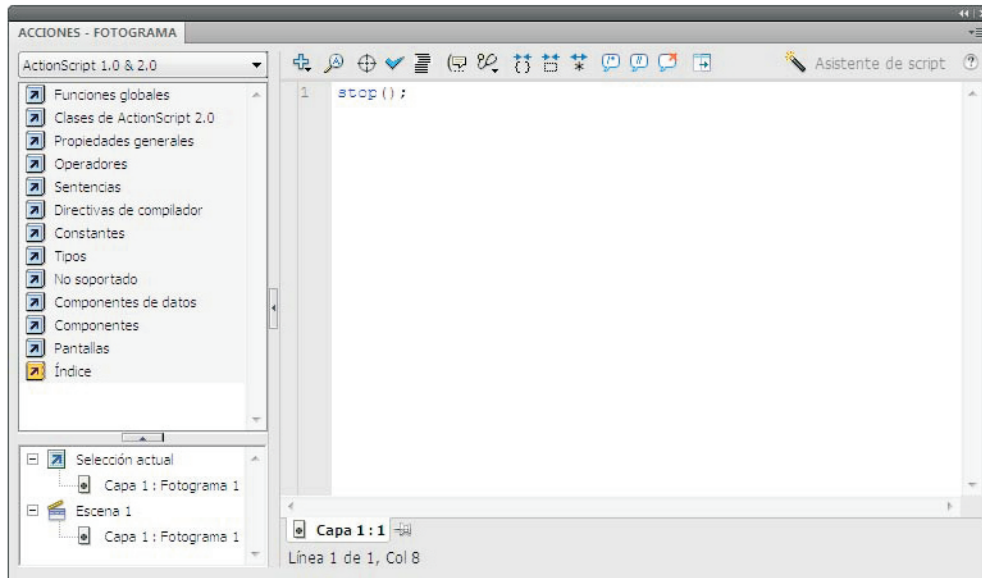 ACCIONES - FOTOGRAMA
ActionScript 1.0 & 2.0
Asistente de script
Funciones globales
Clases de ActionScript 2.0
Propiedades generales
Operadores
Sentencias
Directivas de compilador
Constantes
Tipos
No soportado
Componentes de datos
Componentes
Pantallas
Índice
1 stop();
Selección actual
Capa 1 : Fotograma 1
Escena 1
Capa 1 : Fotograma 1
Capa 1 : 1
Línea 1 de 1, Col 8